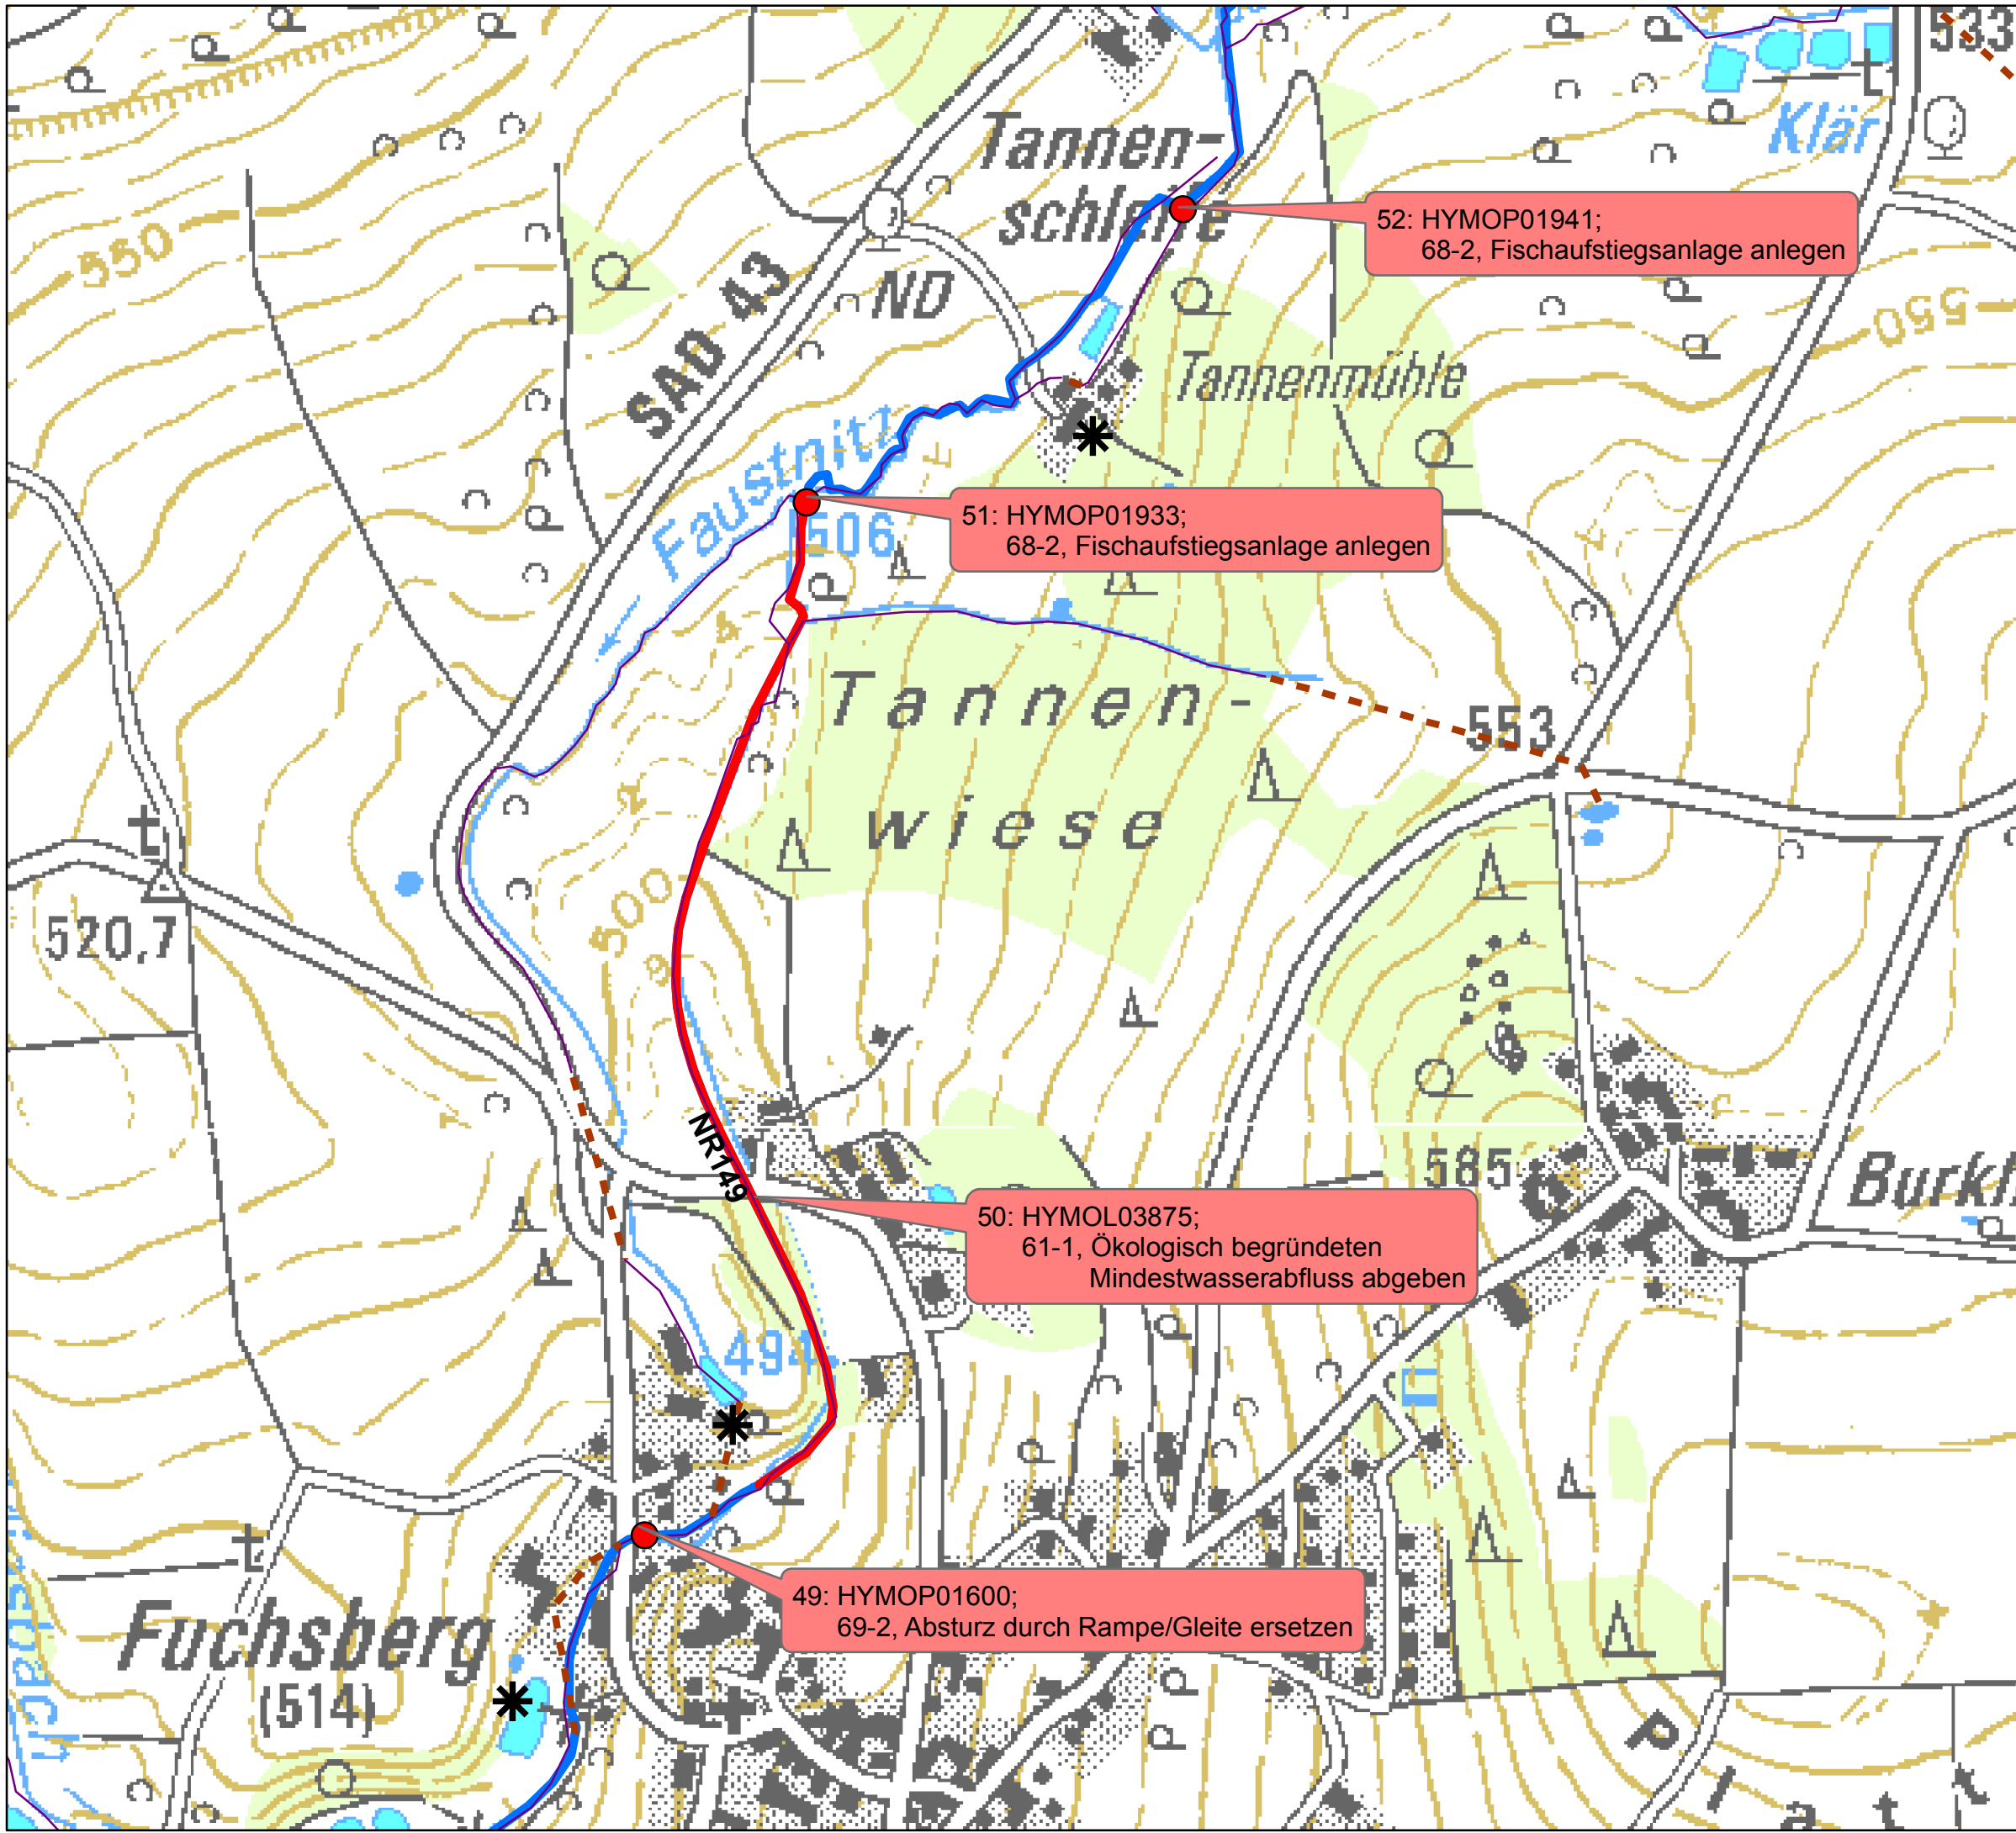 533
Klär
Tannen-
schleife
52: HYMOP01941;
68-2, Fischaufstiegsanlage anlegen
550
ND
SAD 43
550
Tannenmühle
Faustnitz
51: HYMOP01933;
68-2, Fischaufstiegsanlage anlegen
506
Tannen-
553
wiese
500
520,7
NR149
585
Burkh
50: HYMOL03875;
61-1, Ökologisch begründeten
Mindestwasserabfluss abgeben
494
49: HYMOP01600;
69-2, Absturz durch Rampe/Gleite ersetzen
Fuchsberg
(514)
Platt